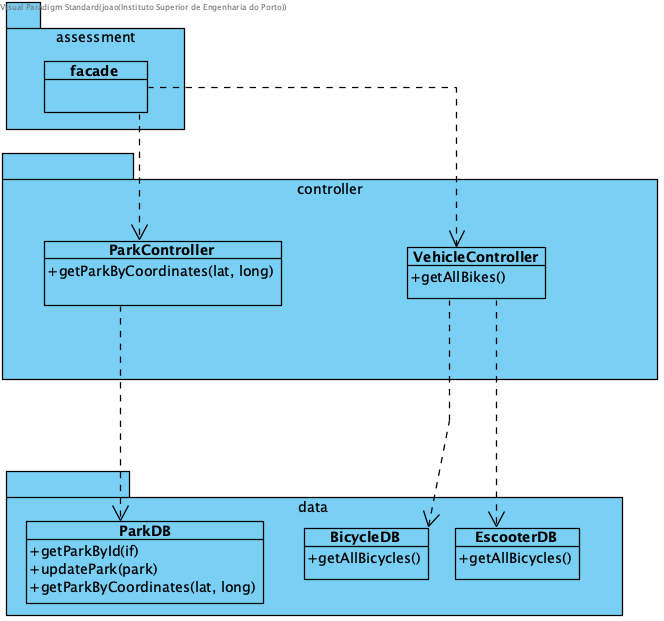 Visual Paradigm Standard(joao(Instituto Superior de Engenharia do Porto))
assessment
facade
controller
ParkController
+getParkByCoordinates(lat, long)
VehicleController
+getAllBikes()
data
ParkDB
+getParkById(if)
+updatePark(park)
+getParkByCoordinates(lat, long)
BicycleDB
+getAllBicycles()
EscooterDB
+getAllBicycles()